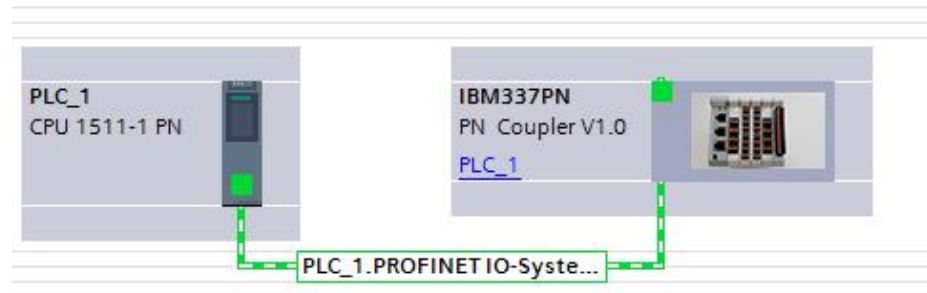 PLC_1
CPU 1511-1 PN
IBM337PN
PN Coupler V1.0
PLC_1
PLC_1.PROFINET IO-Syste...